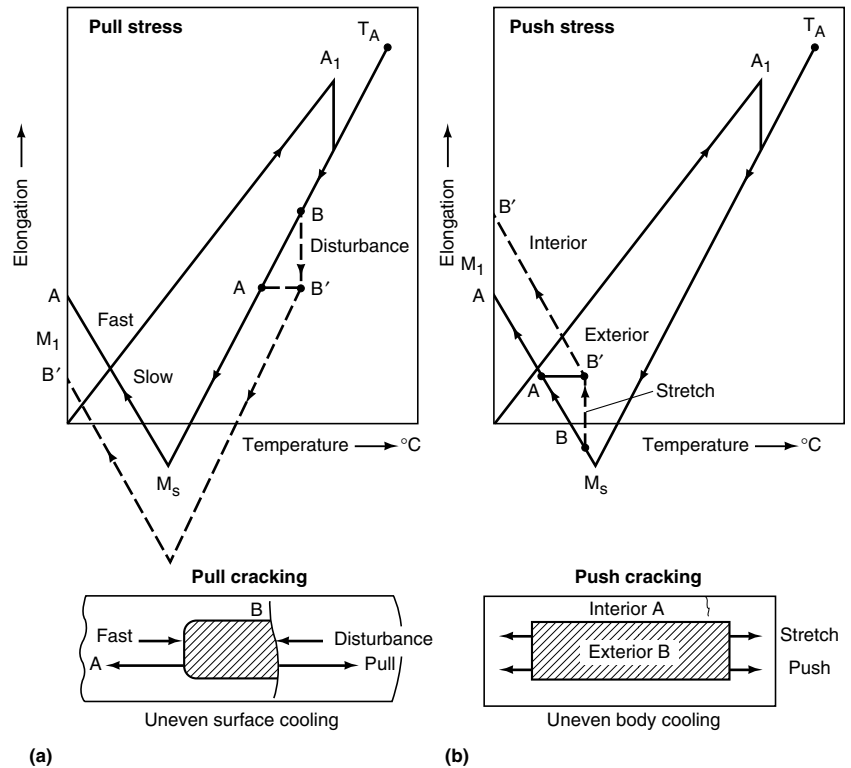 Pull stress
T_A
A_1
Elongation
B
Disturbance
A
B′
A
Fast
M_1
Slow
B′
Temperature → °C
M_s
Pull cracking
B
Fast
Disturbance
A
Pull
Uneven surface cooling
(a)
Push stress
T_A
A_1
Elongation
B′
Interior
M_1
A
Exterior
B′
A
Stretch
B
Temperature → °C
M_s
Push cracking
Interior A
Stretch
Exterior B
Push
Uneven body cooling
(b)